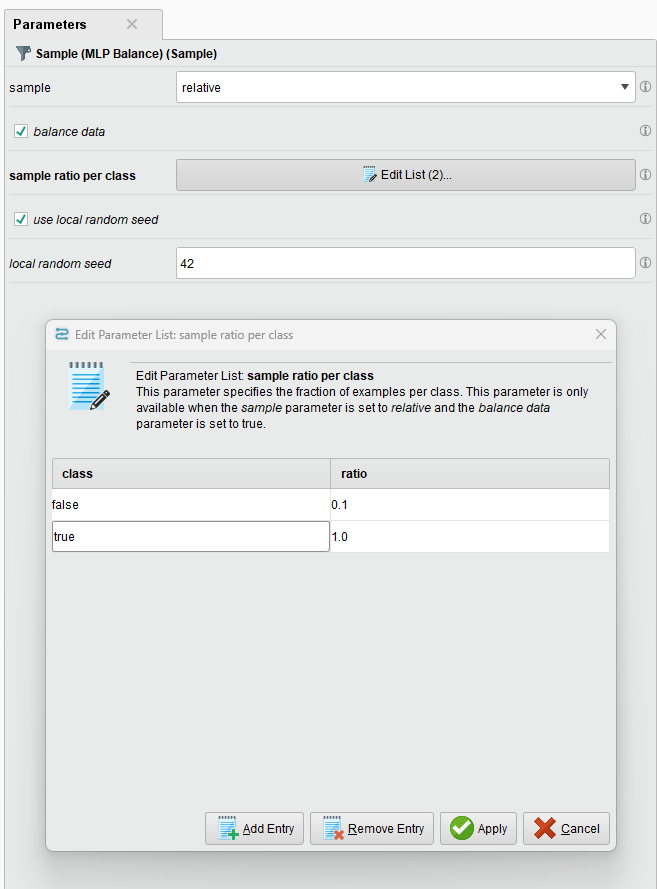 Parameters
Sample (MLP Balance) (Sample)
sample relative
balance data
sample ratio per class Edit List (2)...
use local random seed
local random seed 42
Edit Parameter List: sample ratio per class
Edit Parameter List: sample ratio per class
This parameter specifies the fraction of examples per class. This parameter is only
available when the sample parameter is set to relative and the balance data
parameter is set to true.
class ratio
false 0.1
true 1.0
Add Entry Remove Entry Apply Cancel